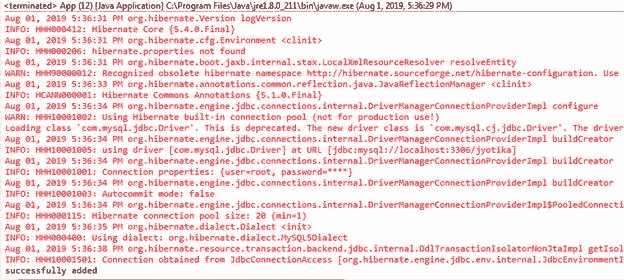 <terminated> App (12) [Java Application] C:\Program Files\Java\jre1.8.0_211\bin\javaw.exe (Aug 1, 2019, 5:36:29 PM)
Aug 01, 2019 5:36:31 PM org.hibernate.Version logVersion
INFO: HHH000412: Hibernate Core {5.4.0.Final}
Aug 01, 2019 5:36:31 PM org.hibernate.cfg.Environment <clinit>
INFO: HHH000206: hibernate.properties not found
Aug 01, 2019 5:36:31 PM org.hibernate.boot.jaxb.internal.stax.LocalXmlResourceResolver resolveEntity
WARN: HHH90000012: Recognized obsolete hibernate namespace http://hibernate.sourceforge.net/hibernate-configuration. Use
Aug 01, 2019 5:36:33 PM org.hibernate.annotations.common.reflection.java.JavaReflectionManager <clinit>
INFO: HCANN000001: Hibernate Commons Annotations {5.1.0.Final}
Aug 01, 2019 5:36:34 PM org.hibernate.engine.jdbc.connections.internal.DriverManagerConnectionProviderImpl configure
WARN: HHH10001002: Using Hibernate built-in connection pool (not for production use!)
Loading class `com.mysql.jdbc.Driver'. This is deprecated. The new driver class is `com.mysql.cj.jdbc.Driver'. The driver
Aug 01, 2019 5:36:34 PM org.hibernate.engine.jdbc.connections.internal.DriverManagerConnectionProviderImpl buildCreator
INFO: HHH10001005: using driver [com.mysql.jdbc.Driver] at URL [jdbc:mysql://localhost:3306/jyotika]
Aug 01, 2019 5:36:34 PM org.hibernate.engine.jdbc.connections.internal.DriverManagerConnectionProviderImpl buildCreator
INFO: HHH10001001: Connection properties: {user=root, password=****}
Aug 01, 2019 5:36:34 PM org.hibernate.engine.jdbc.connections.internal.DriverManagerConnectionProviderImpl buildCreator
INFO: HHH10001003: Autocommit mode: false
Aug 01, 2019 5:36:34 PM org.hibernate.engine.jdbc.connections.internal.DriverManagerConnectionProviderImpl$PooledConnecti
INFO: HHH000115: Hibernate connection pool size: 20 (min=1)
Aug 01, 2019 5:36:35 PM org.hibernate.dialect.Dialect <init>
INFO: HHH000400: Using dialect: org.hibernate.dialect.MySQL5Dialect
Aug 01, 2019 5:36:38 PM org.hibernate.resource.transaction.backend.jdbc.internal.DdlTransactionIsolatorNonJtaImpl getIsol
INFO: HHH10001501: Connection obtained from JdbcConnectionAccess [org.hibernate.engine.jdbc.env.internal.JdbcEnvironmentI
successfully added